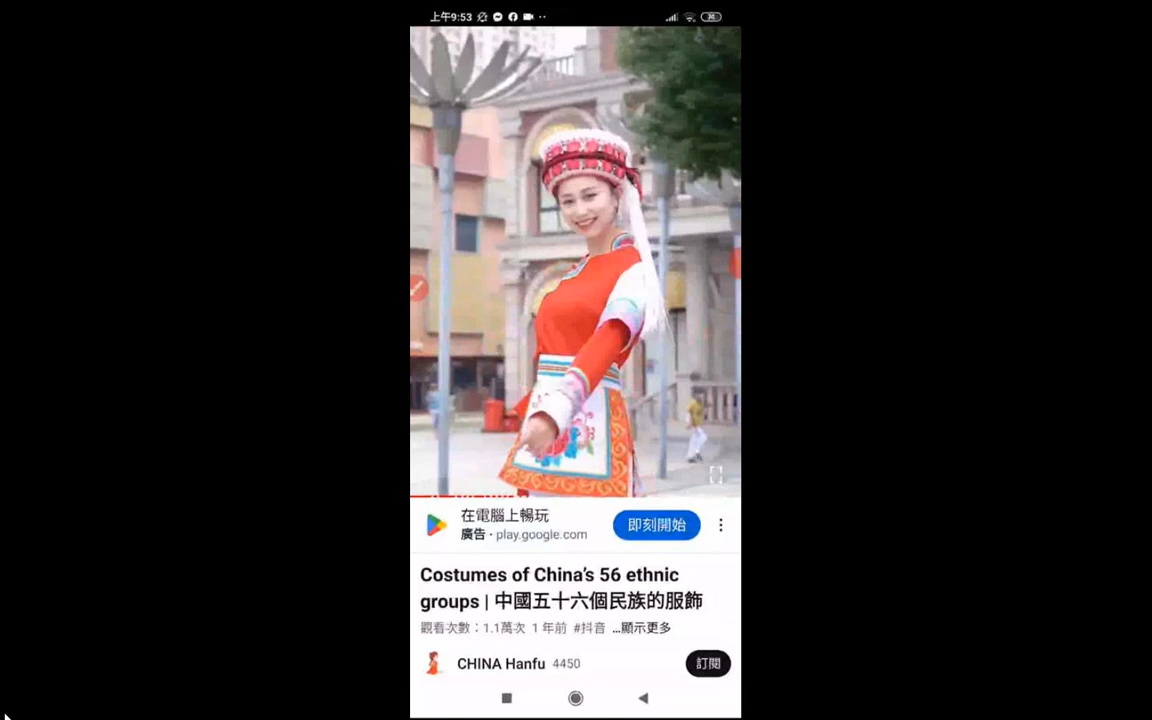 上午9:53
在電腦上暢玩
廣告 · play.google.com
即刻開始
Costumes of China's 56 ethnic
groups | 中國五十六個民族的服飾
觀看次數：1.1萬次 1 年前 #抖音 ...顯示更多
CHINA Hanfu 4450
訂閱